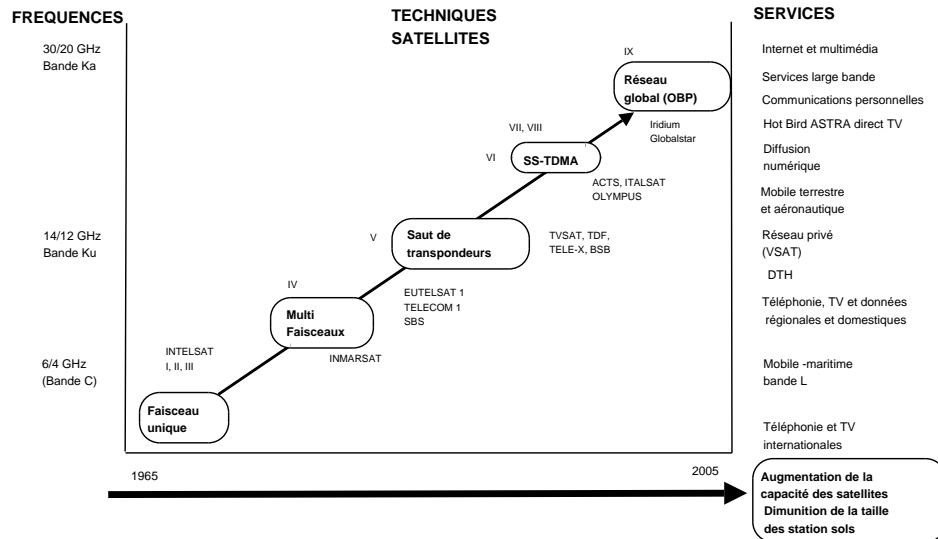 FREQUENCES
TECHNIQUES
SATELLITES
SERVICES
30/20 GHz
Bande Ka
14/12 GHz
Bande Ku
6/4 GHz
(Bande C)
IX
Réseau
global (OBP)
Iridium
Globalstar
VII, VIII
VI
SS-TDMA
ACTS, ITALSAT
OLYMPUS
V
Saut de
transpondeurs
TVSAT, TDF,
TELE-X, BSB
IV
EUTELSAT 1
TELECOM 1
SBS
Multi
Faisceaux
INMARSAT
INTELSAT
I, II, III
Faisceau
unique
Internet et multimédia
Services large bande
Communications personnelles
Hot Bird ASTRA direct TV
Diffusion
numérique
Mobile terrestre
et aéronautique
Réseau privé
(VSAT)
DTH
Téléphonie, TV et données
régionales et domestiques
Mobile -maritime
bande L
Téléphonie et TV
internationales
1965
2005
Augmentation de la
capacité des satellites
Dimunition de la taille
des station sols